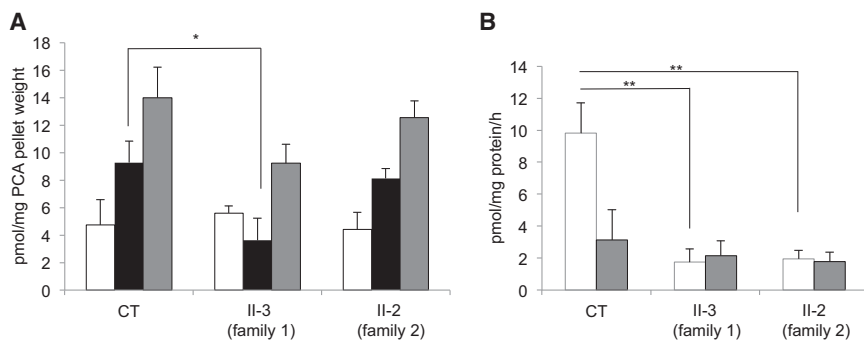 A
pmol/mg PCA pellet weight
18
16
14
12
10
8
6
4
2
0
*
CT
II-3
(family 1)
II-2
(family 2)
B
pmol/mg protein/h
14
12
10
8
6
4
2
0
**
**
CT
II-3
(family 1)
II-2
(family 2)